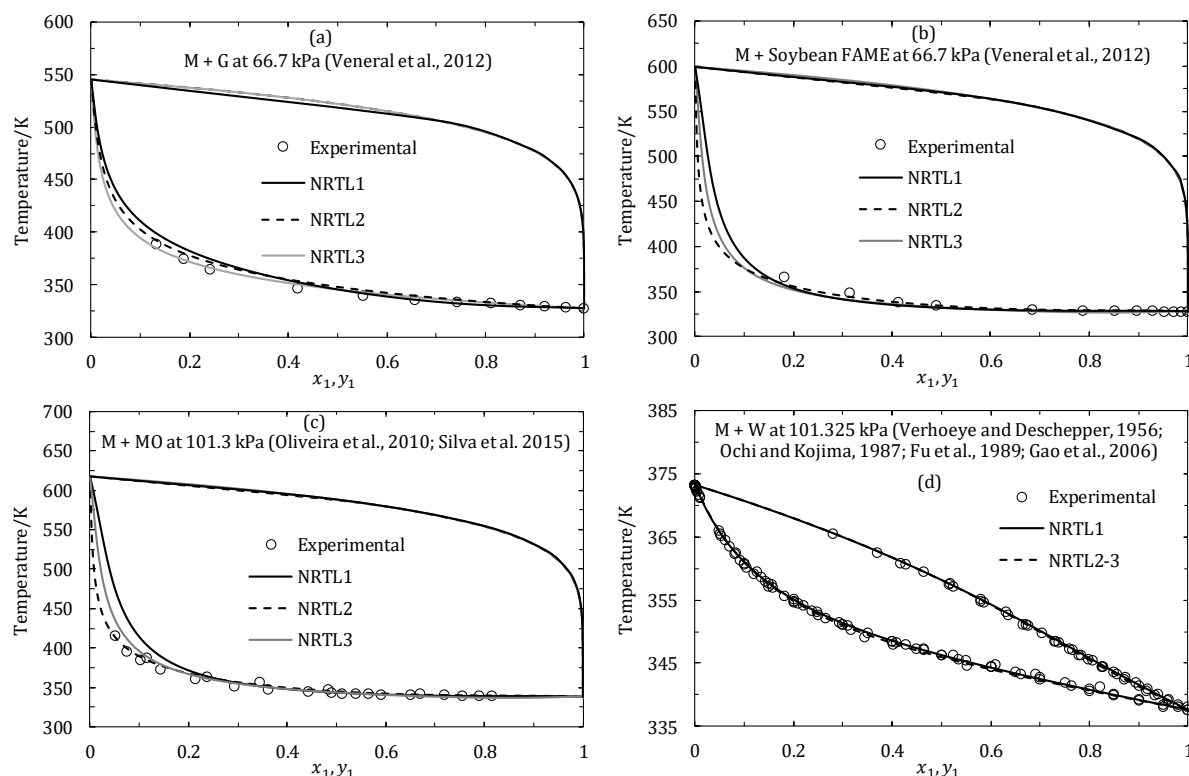 (a)
M + G at 66.7 kPa (Veneral et al., 2012)
600
550
500
450
400
350
300
Temperature/K
Experimental
NRTL1
NRTL2
NRTL3
0
0.2
0.4
0.6
0.8
1
x1, y1
(b)
M + Soybean FAME at 66.7 kPa (Veneral et al., 2012)
650
600
550
500
450
400
350
300
Temperature/K
Experimental
NRTL1
NRTL2
NRTL3
0
0.2
0.4
0.6
0.8
1
x1, y1
(c)
M + MO at 101.3 kPa (Oliveira et al., 2010; Silva et al. 2015)
700
650
600
550
500
450
400
350
300
Temperature/K
Experimental
NRTL1
NRTL2
NRTL3
0
0.2
0.4
0.6
0.8
1
x1, y1
M + W at 101.325 kPa (Verhoeye and Deschepper, 1956;
Ochi and Kojima, 1987; Fu et al., 1989; Gao et al., 2006)
(d)
385
375
365
355
345
335
Temperature/K
Experimental
NRTL1
NRTL2-3
0
0.2
0.4
0.6
0.8
1
x1, y1